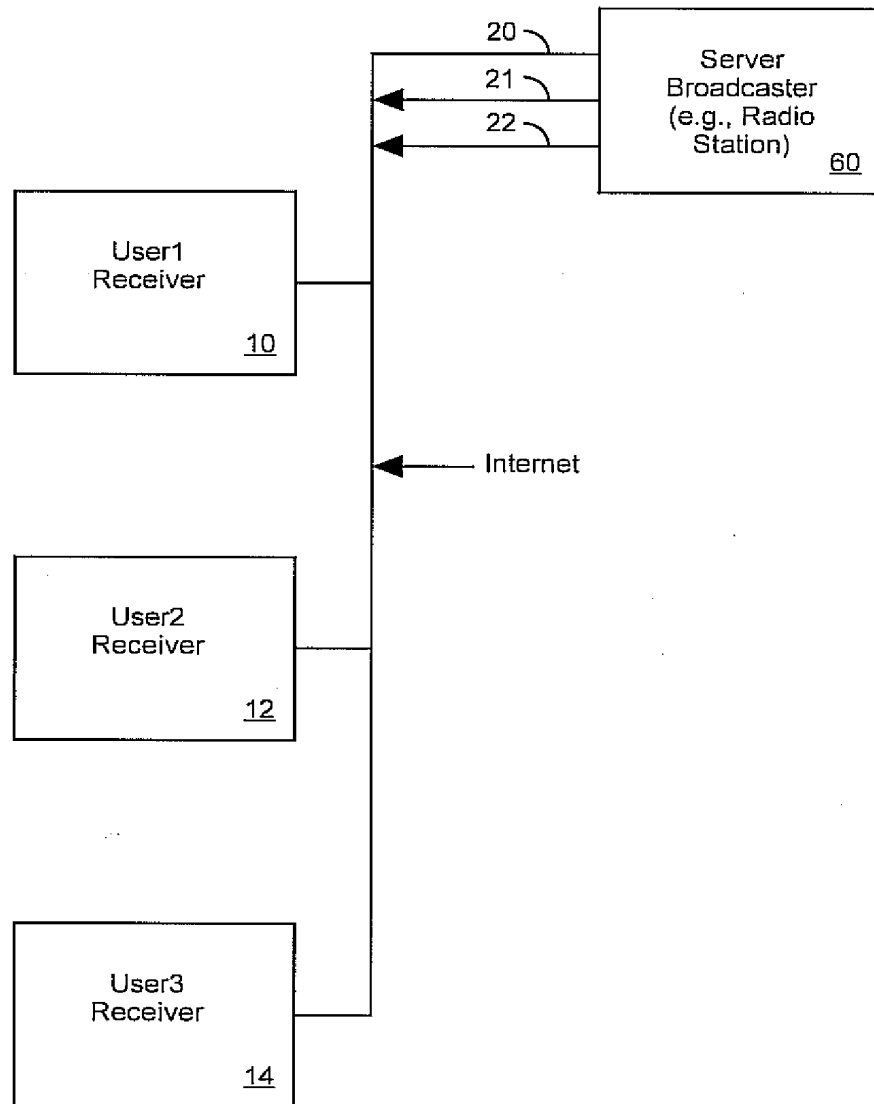 20
21
22
Server
Broadcaster
(e.g., Radio
Station)
60
User1
Receiver
10
Internet
User2
Receiver
12
User3
Receiver
14